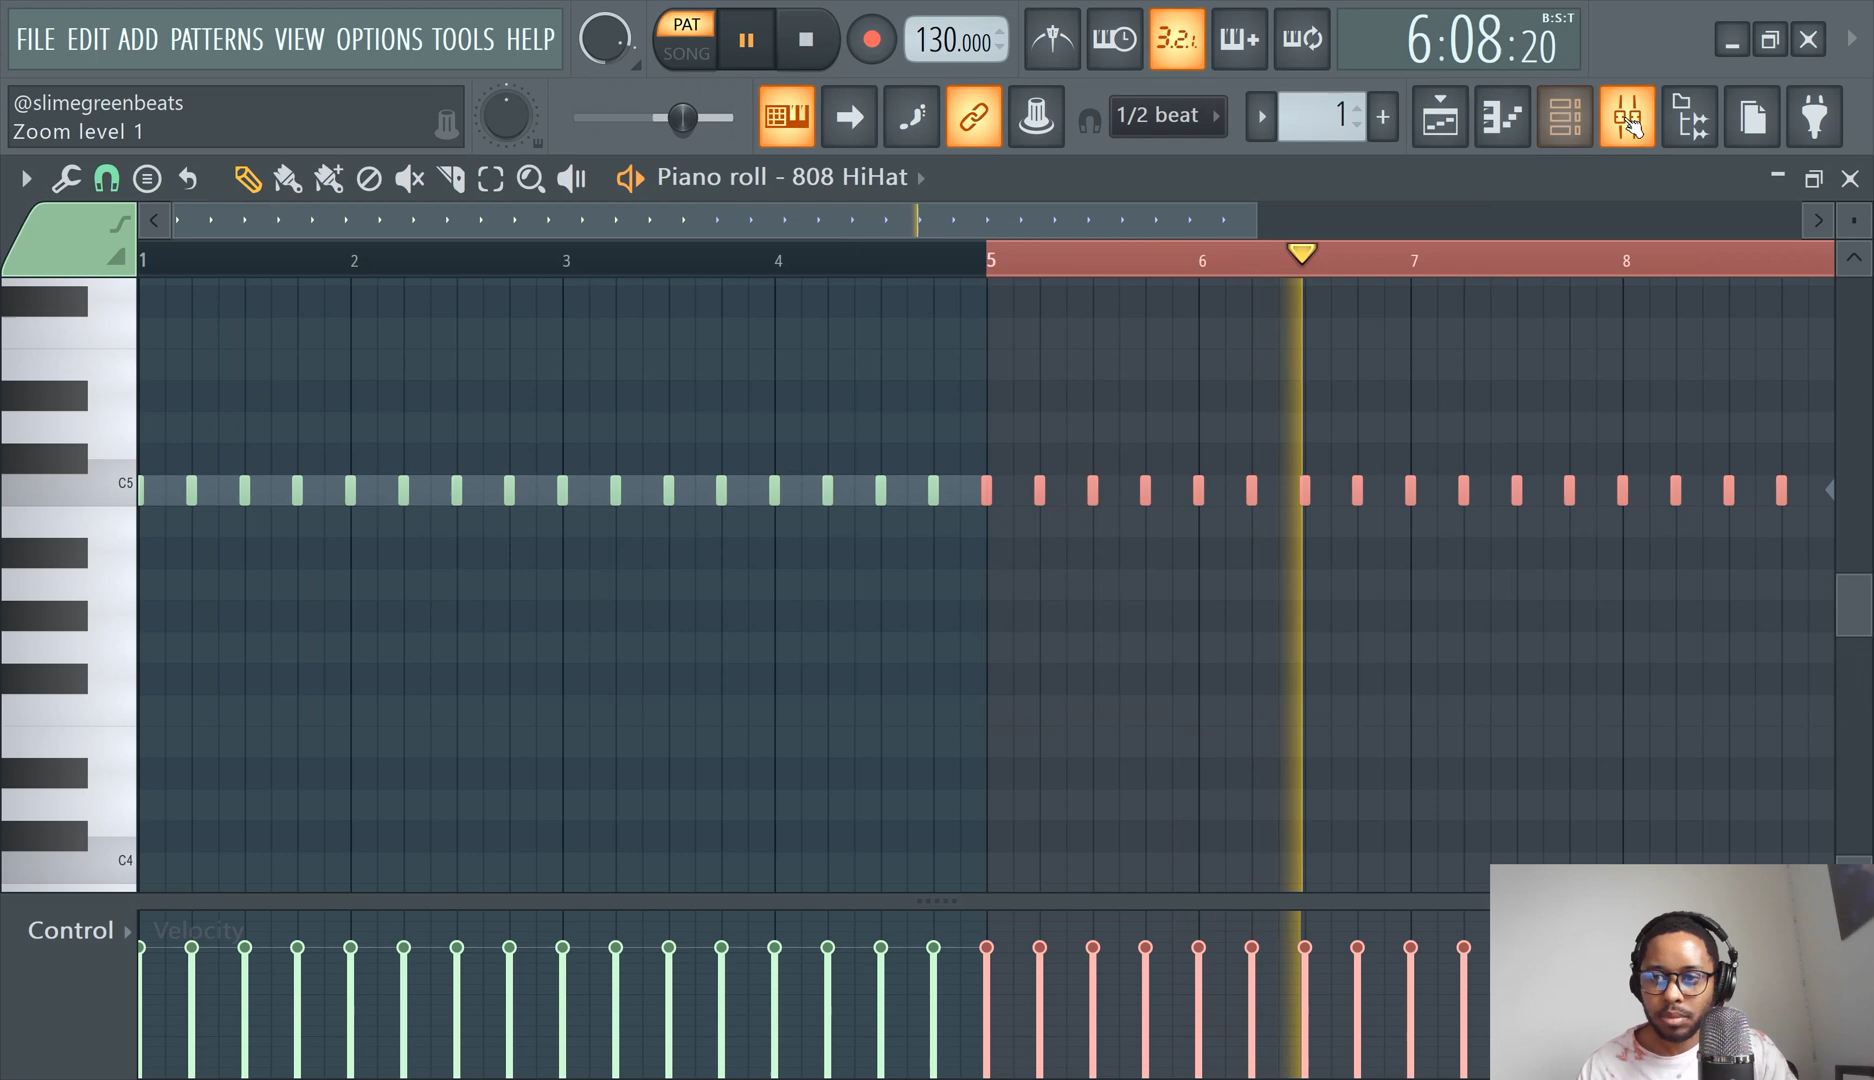 FILE EDIT ADD PATTERNS VIEW OPTIONS TOOLS HELP
PAT
SONG
130.000
3.2.1
6:08:20
B:S:T
@slimegreenbeats
Zoom level 1
1/2 beat
1
Piano roll - 808 HiHat
1 2 3 4 5 6 7 8
C5
C4
Control
Velocity